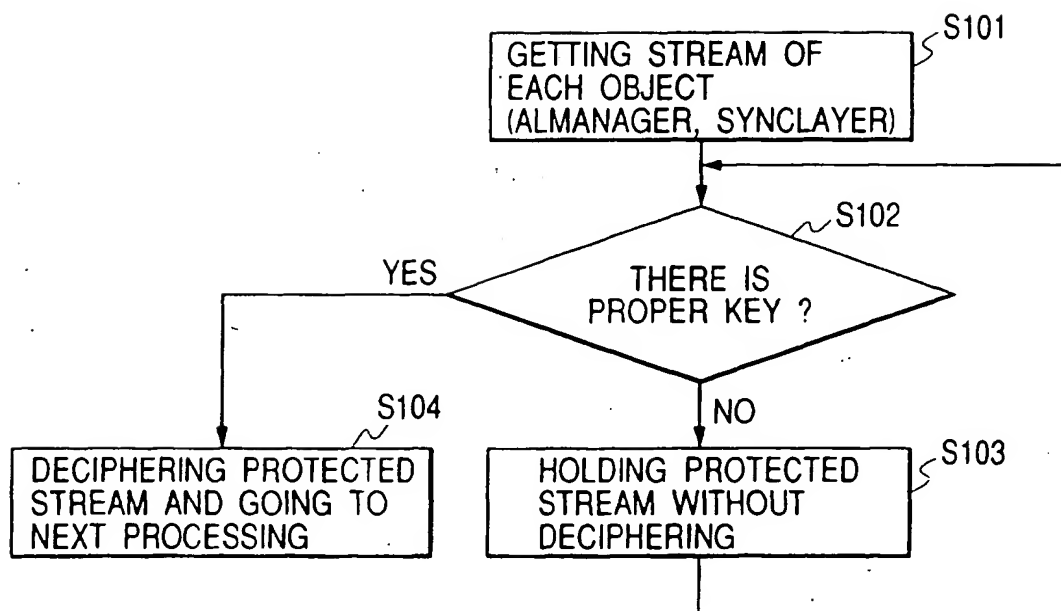 S101
GETTING STREAM OF
EACH OBJECT
(ALMANAGER, SYNCLAYER)
S102
YES
THERE IS
PROPER KEY ?
NO
S104
DECIPHERING PROTECTED
STREAM AND GOING TO
NEXT PROCESSING
S103
HOLDING PROTECTED
STREAM WITHOUT
DECIPHERING